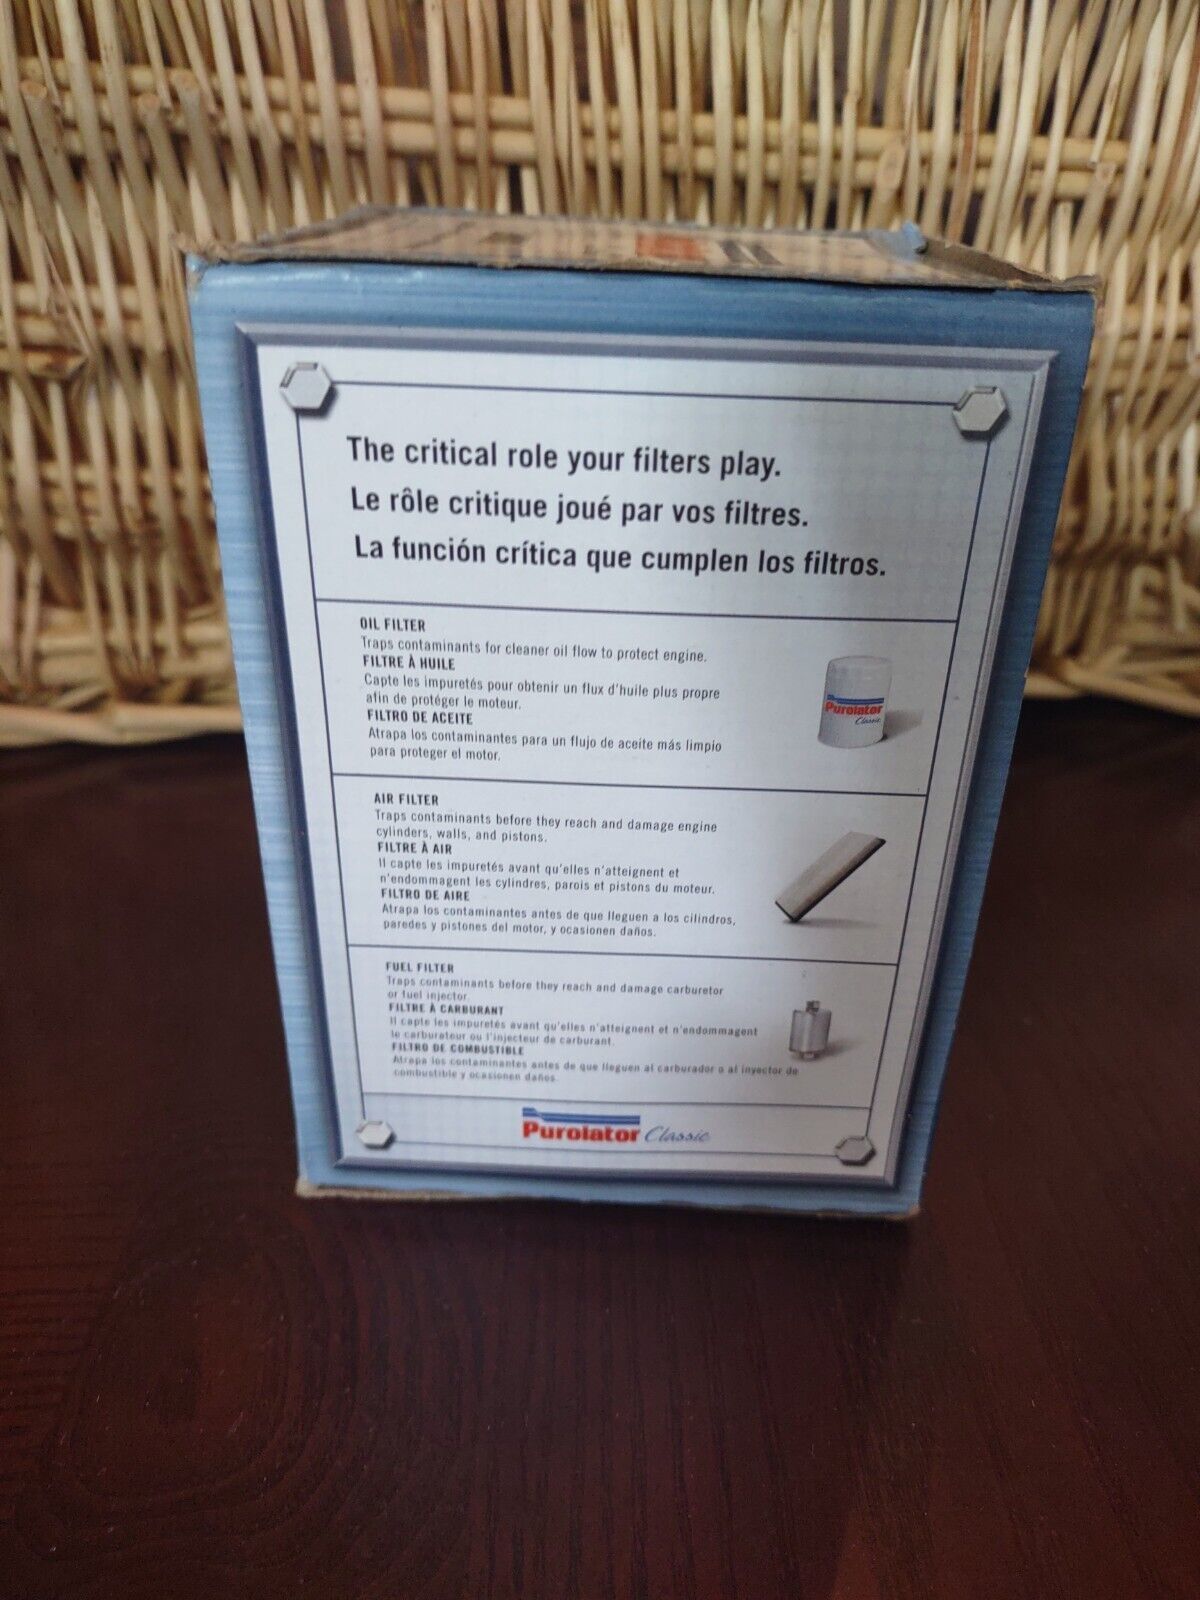 The critical role your filters play.
Le rôle critique joué par vos filtres.
La función crítica que cumplen los filtros.
OIL FILTER
Traps contaminants for cleaner oil flow to protect engine.
FILTRE À HUILE
Capte les impuretés pour obtenir un flux d'huile plus propre
afin de protéger le moteur.
FILTRO DE ACEITE
Atrapa los contaminantes para un flujo de aceite más limpio
para proteger el motor.
Purolator
Classic
AIR FILTER
Traps contaminants before they reach and damage engine
cylinders, walls, and pistons.
FILTRE À AIR
Il capte les impuretés avant qu'elles n'atteignent et
n'endommagent les cylindres, parois et pistons du moteur.
FILTRO DE AIRE
Atrapa los contaminantes antes de que lleguen a los cilindros,
paredes y pistones del motor, y ocasionen daños.
FUEL FILTER
Traps contaminants before they reach and damage carburetor
or fuel injector.
FILTRE À CARBURANT
Il capte les impuretés avant qu'elles n'atteignent et n'endommagent
le carburateur ou l'injecteur de carburant.
FILTRO DE COMBUSTIBLE
Atrapa los contaminantes antes de que lleguen al carburador o al inyector de
combustible y ocasionen daños.
Purolator Classic